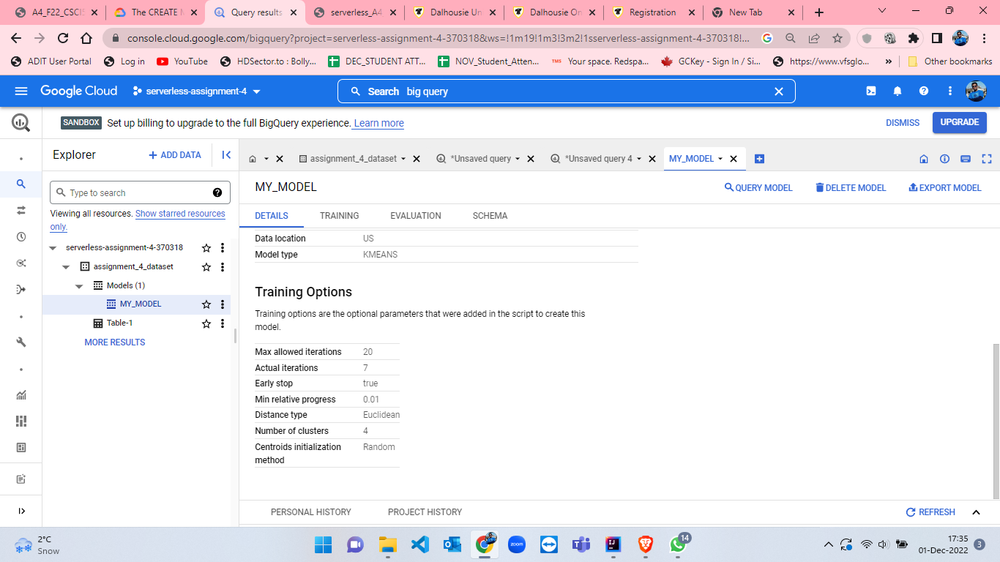 A4_F22_CSCI5
The CREATE M
Query results
serverless_A4
Dalhousie Un
Dalhousie On
Registration
New Tab
console.cloud.google.com/bigquery?project=serverless-assignment-4-370318&ws=!1m19!1m3!3m2!1sserverless-assignment-4-370318!...
ADIT User Portal
Log in
YouTube
HDSector.to : Bolly...
DEC_STUDENT ATT...
NOV_Student_Atten...
TMS
Your space. Redspa...
GCKey - Sign In / Si...
https://www.vfsglo...
»
Other bookmarks
Google Cloud
serverless-assignment-4
Search big query
SANDBOX
Set up billing to upgrade to the full BigQuery experience. Learn more
DISMISS
UPGRADE
Explorer
+ ADD DATA
assignment_4_dataset
*Unsaved query
*Unsaved query 4
MY_MODEL
Type to search
Viewing all resources. Show starred resources
only.
serverless-assignment-4-370318
assignment_4_dataset
Models (1)
MY_MODEL
Table-1
MORE RESULTS
MY_MODEL
QUERY MODEL
DELETE MODEL
EXPORT MODEL
DETAILS
TRAINING
EVALUATION
SCHEMA
Data location US
Model type KMEANS
Training Options
Training options are the optional parameters that were added in the script to create this
model.
Max allowed iterations 20
Actual iterations 7
Early stop true
Min relative progress 0.01
Distance type Euclidean
Number of clusters 4
Centroids initialization Random
method
PERSONAL HISTORY
PROJECT HISTORY
REFRESH
2°C
Snow
zoom
14
17:35
01-Dec-2022
3